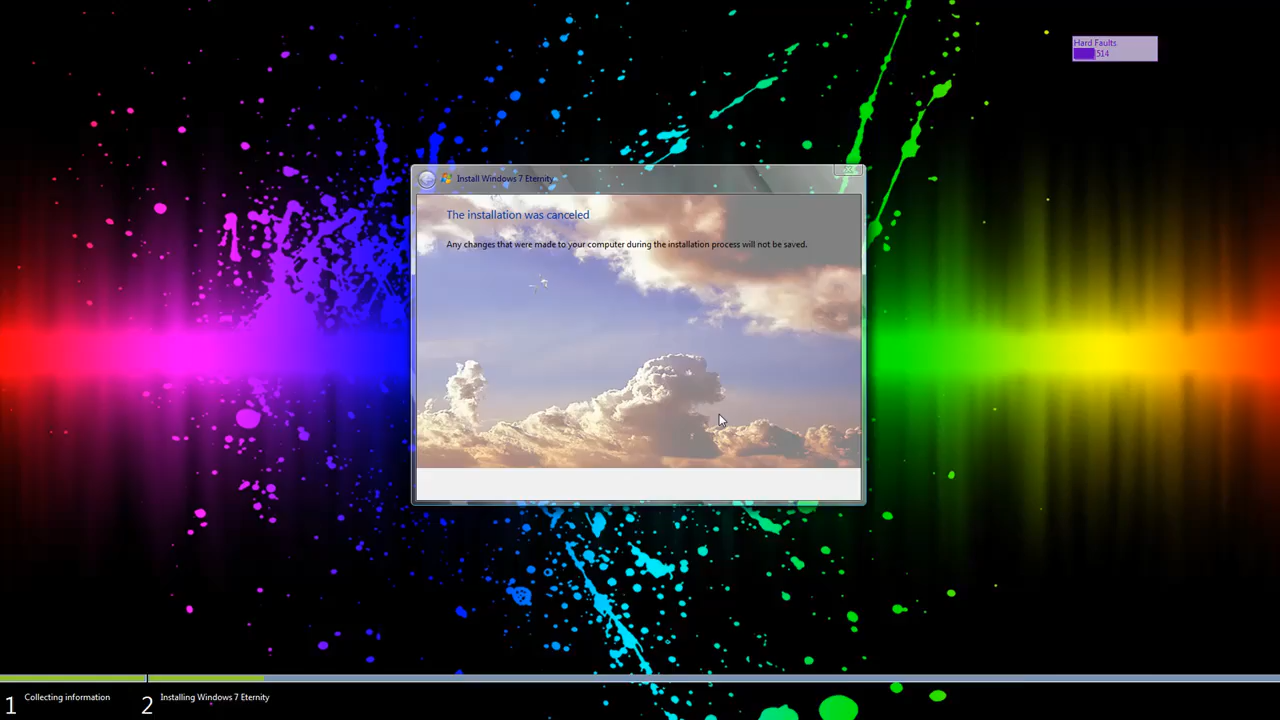 Hard Faults
514
Install Windows 7 Eternity
The installation was canceled
Any changes that were made to your computer during the installation process will not be saved.
1 Collecting information
2 Installing Windows 7 Eternity